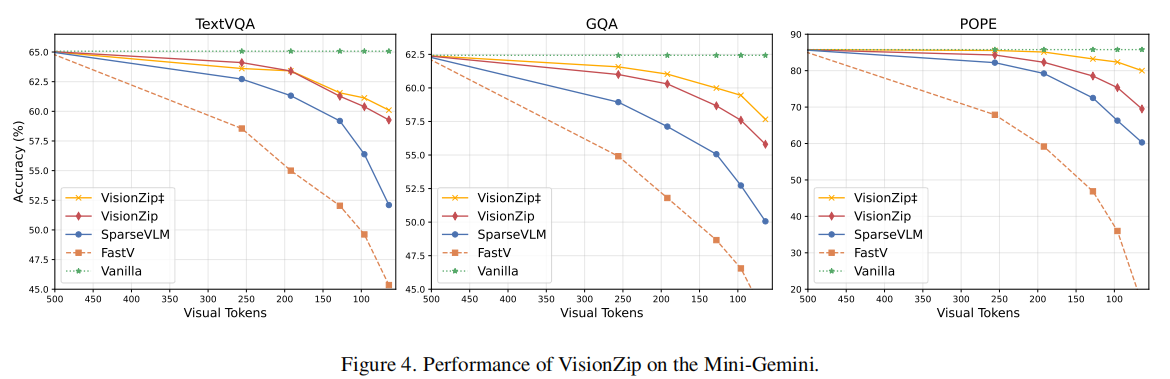 TextVQA
GQA
POPE
Accuracy (%)
65.0
62.5
60.0
57.5
55.0
52.5
50.0
47.5
45.0
VisionZip‡
VisionZip
SparseVLM
FastV
Vanilla
500 450 400 350 300 250 200 150 100
Visual Tokens
62.5
60.0
57.5
55.0
52.5
50.0
47.5
45.0
VisionZip‡
VisionZip
SparseVLM
FastV
Vanilla
500 450 400 350 300 250 200 150 100
Visual Tokens
90
80
70
60
50
40
30
20
VisionZip‡
VisionZip
SparseVLM
FastV
Vanilla
500 450 400 350 300 250 200 150 100
Visual Tokens
Figure 4. Performance of VisionZip on the Mini-Gemini.